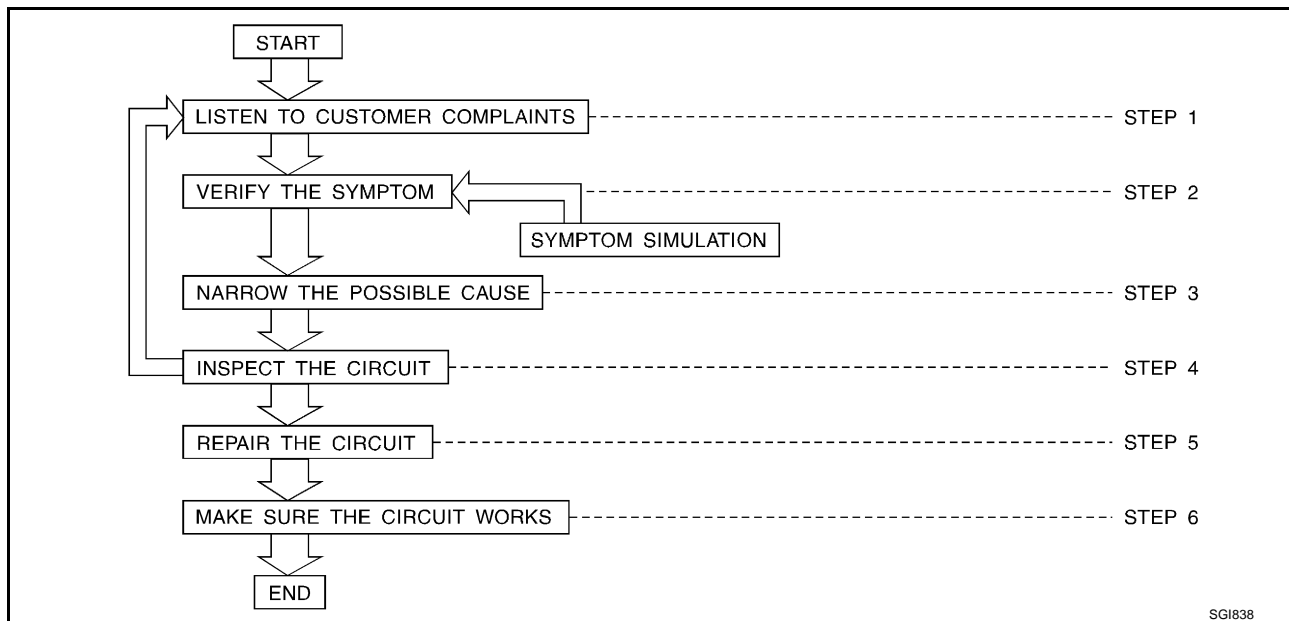 START
LISTEN TO CUSTOMER COMPLAINTS
STEP 1
VERIFY THE SYMPTOM
STEP 2
SYMPTOM SIMULATION
NARROW THE POSSIBLE CAUSE
STEP 3
INSPECT THE CIRCUIT
STEP 4
REPAIR THE CIRCUIT
STEP 5
MAKE SURE THE CIRCUIT WORKS
STEP 6
END
SGI838